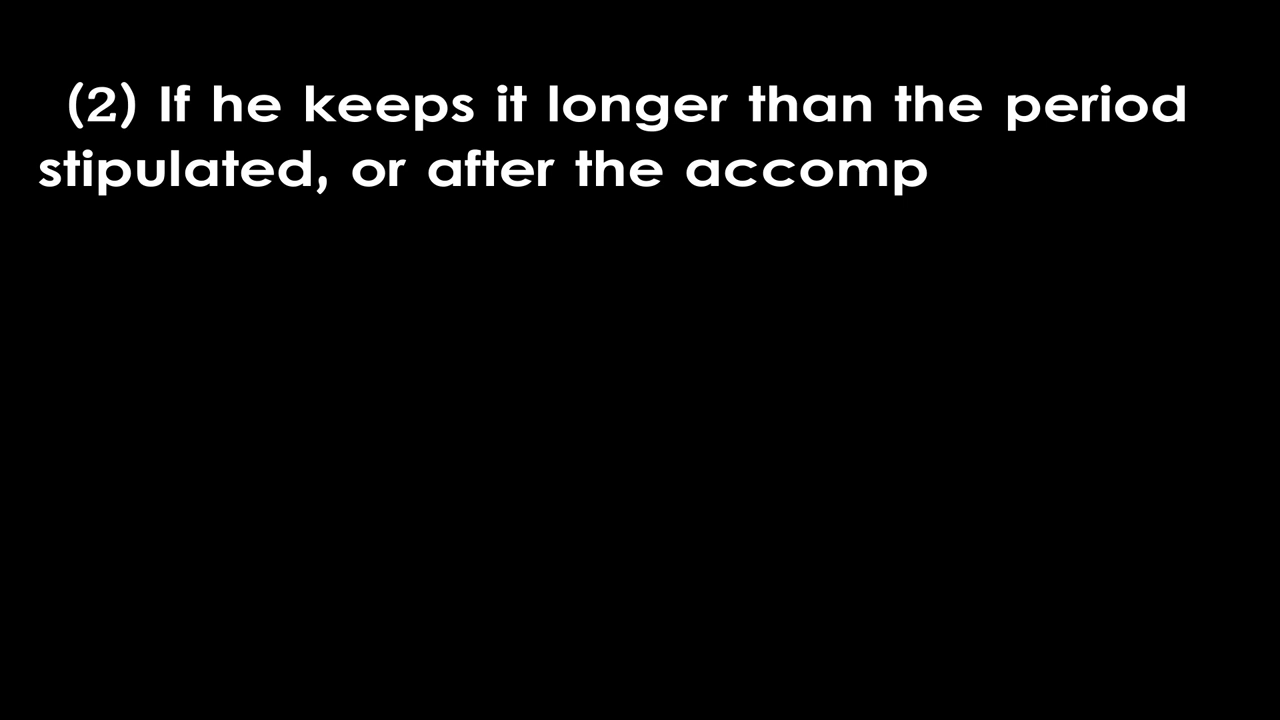 (2) If he keeps it longer than the period
stipulated, or after the accomp